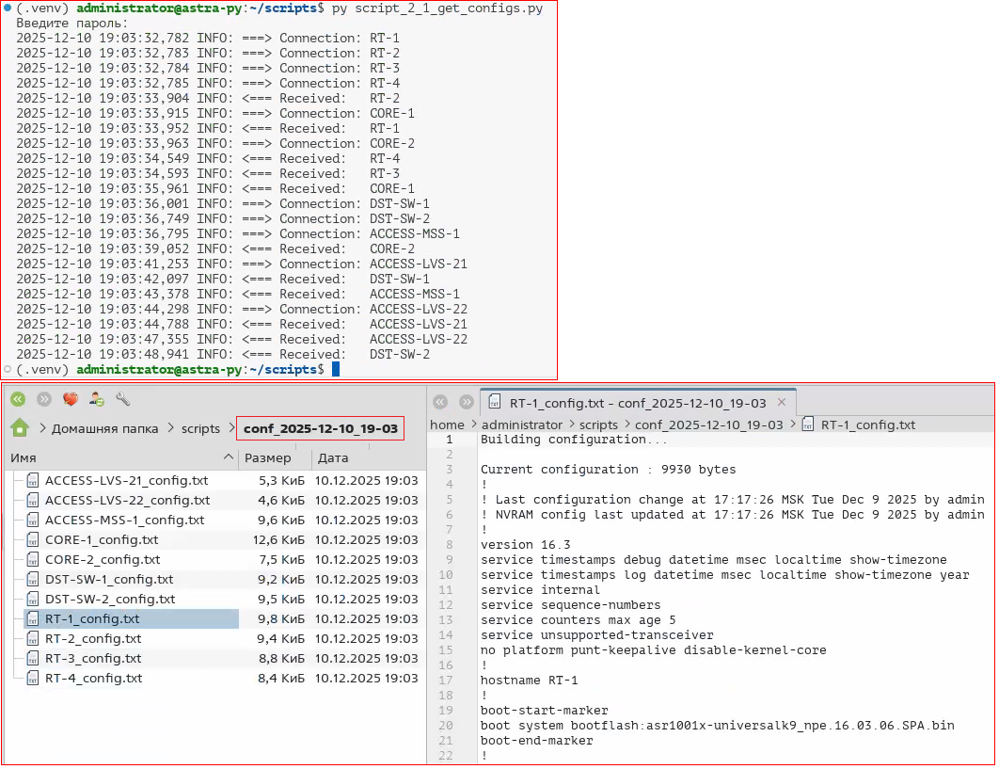 (.venv) administrator@astra-py:~/scripts$ py script_2_1_get_configs.py
Введите пароль:
2025-12-10 19:03:32,782 INFO: ===> Connection: RT-1
2025-12-10 19:03:32,783 INFO: ===> Connection: RT-2
2025-12-10 19:03:32,784 INFO: ===> Connection: RT-3
2025-12-10 19:03:32,785 INFO: ===> Connection: RT-4
2025-12-10 19:03:33,904 INFO: <=== Received:   RT-2
2025-12-10 19:03:33,915 INFO: ===> Connection: CORE-1
2025-12-10 19:03:33,952 INFO: <=== Received:   RT-1
2025-12-10 19:03:33,963 INFO: ===> Connection: CORE-2
2025-12-10 19:03:34,549 INFO: <=== Received:   RT-4
2025-12-10 19:03:34,593 INFO: <=== Received:   RT-3
2025-12-10 19:03:35,961 INFO: <=== Received:   CORE-1
2025-12-10 19:03:36,001 INFO: ===> Connection: DST-SW-1
2025-12-10 19:03:36,749 INFO: ===> Connection: DST-SW-2
2025-12-10 19:03:36,795 INFO: ===> Connection: ACCESS-MSS-1
2025-12-10 19:03:39,052 INFO: <=== Received:   CORE-2
2025-12-10 19:03:41,253 INFO: ===> Connection: ACCESS-LVS-21
2025-12-10 19:03:42,097 INFO: <=== Received:   DST-SW-1
2025-12-10 19:03:43,378 INFO: <=== Received:   ACCESS-MSS-1
2025-12-10 19:03:44,298 INFO: ===> Connection: ACCESS-LVS-22
2025-12-10 19:03:44,788 INFO: <=== Received:   ACCESS-LVS-21
2025-12-10 19:03:47,355 INFO: <=== Received:   ACCESS-LVS-22
2025-12-10 19:03:48,941 INFO: <=== Received:   DST-SW-2
(.venv) administrator@astra-py:~/scripts$
Домашняя папка > scripts > conf_2025-12-10_19-03
Имя Размер Дата
ACCESS-LVS-21_config.txt 5,3 КиБ 10.12.2025 19:03
ACCESS-LVS-22_config.txt 4,6 КиБ 10.12.2025 19:03
ACCESS-MSS-1_config.txt 9,6 КиБ 10.12.2025 19:03
CORE-1_config.txt 12,6 КиБ 10.12.2025 19:03
CORE-2_config.txt 7,5 КиБ 10.12.2025 19:03
DST-SW-1_config.txt 9,2 КиБ 10.12.2025 19:03
DST-SW-2_config.txt 9,5 КиБ 10.12.2025 19:03
RT-1_config.txt 9,8 КиБ 10.12.2025 19:03
RT-2_config.txt 9,4 КиБ 10.12.2025 19:03
RT-3_config.txt 8,8 КиБ 10.12.2025 19:03
RT-4_config.txt 8,4 КиБ 10.12.2025 19:03
RT-1_config.txt – conf_2025-12-10_19-03
home > administrator > scripts > conf_2025-12-10_19-03 > RT-1_config.txt
1 Building configuration...
2
3 Current configuration : 9930 bytes
4 !
5 ! Last configuration change at 17:17:26 MSK Tue Dec 9 2025 by admin
6 ! NVRAM config last updated at 17:17:26 MSK Tue Dec 9 2025 by admin
7 !
8 version 16.3
9 service timestamps debug datetime msec localtime show-timezone
10 service timestamps log datetime msec localtime show-timezone year
11 service internal
12 service sequence-numbers
13 service counters max age 5
14 service unsupported-transceiver
15 no platform punt-keepalive disable-kernel-core
16 !
17 hostname RT-1
18 !
19 boot-start-marker
20 boot system bootflash:asr1001x-universalk9_npe.16.03.06.SPA.bin
21 boot-end-marker
22 !